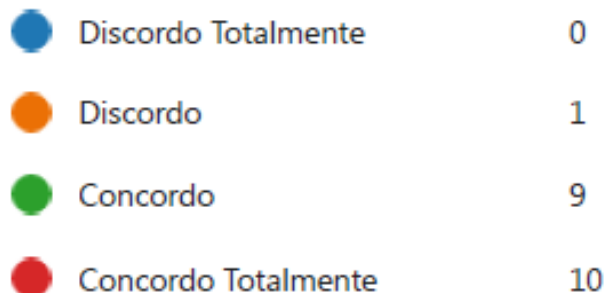 Discordo Totalmente 0
Discordo 1
Concordo 9
Concordo Totalmente 10